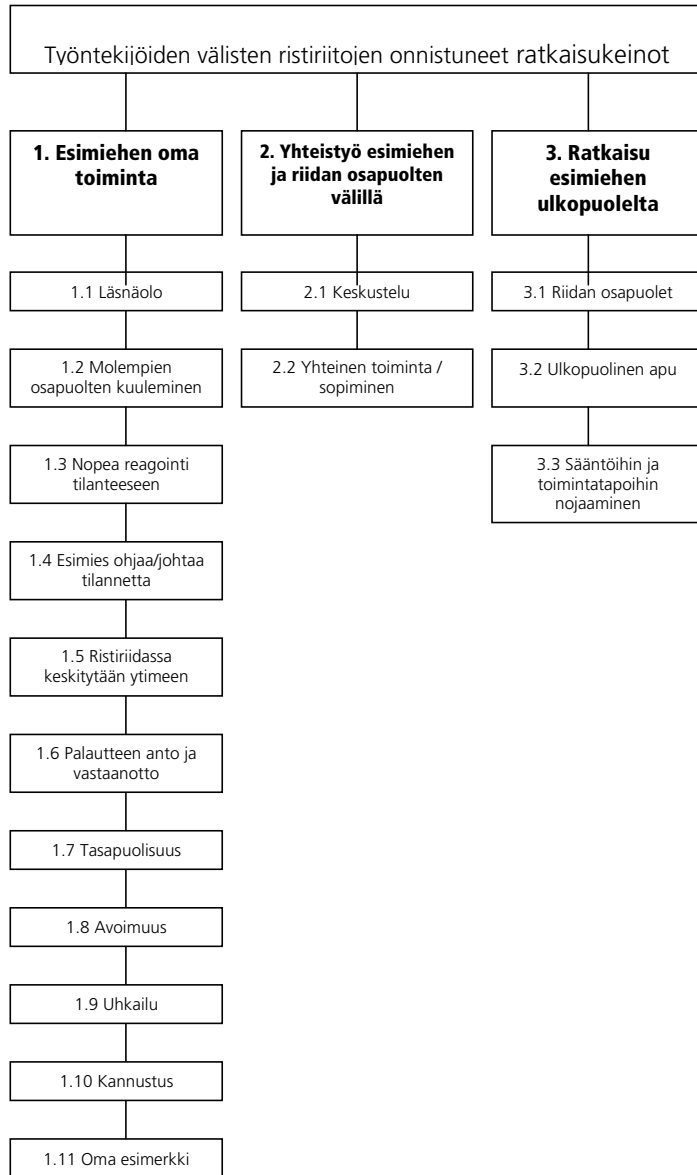 Työntekijöiden välisten ristiriitojen onnistuneet ratkaisukeinot
1. Esimiehen oma
toiminta
1.1 Läsnäolo
1.2 Molempien
osapuolten kuuleminen
1.3 Nopea reagointi
tilanteeseen
1.4 Esimies ohjaa/johtaa
tilannetta
1.5 Ristiriidassa
keskitytään ytimeen
1.6 Palautteen anto ja
vastaanotto
1.7 Tasapuolisuus
1.8 Avoimuus
1.9 Uhkailu
1.10 Kannustus
1.11 Oma esimerkki
2. Yhteistyö esimiehen
ja riidan osapuolten
välillä
2.1 Keskustelu
2.2 Yhteinen toiminta /
sopiminen
3. Ratkaisu
esimiehen
ulkopuolelta
3.1 Riidan osapuolet
3.2 Ulkopuolinen apu
3.3 Sääntöihin ja
toimintatapoihin
nojaaminen